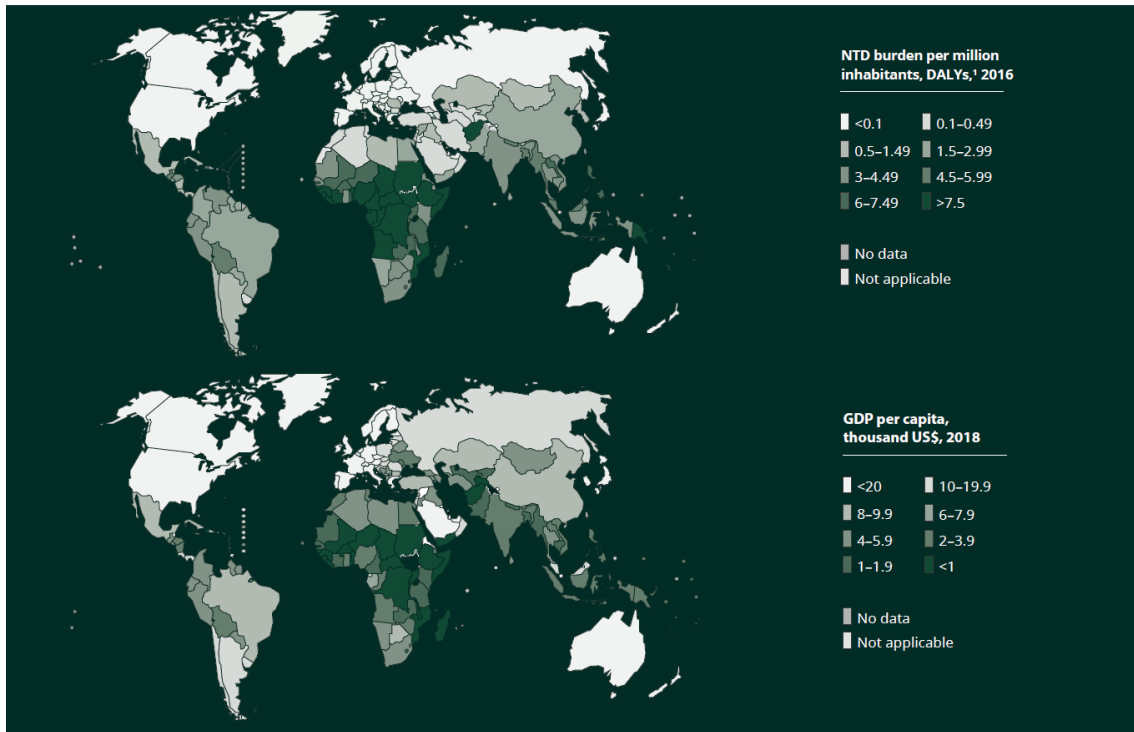 NTD burden per million
inhabitants, DALYs,¹ 2016
<0.1 0.1–0.49
0.5–1.49 1.5–2.99
3–4.49 4.5–5.99
6–7.49 >7.5
No data
Not applicable
GDP per capita,
thousand US$, 2018
<20 10–19.9
8–9.9 6–7.9
4–5.9 2–3.9
1–1.9 <1
No data
Not applicable